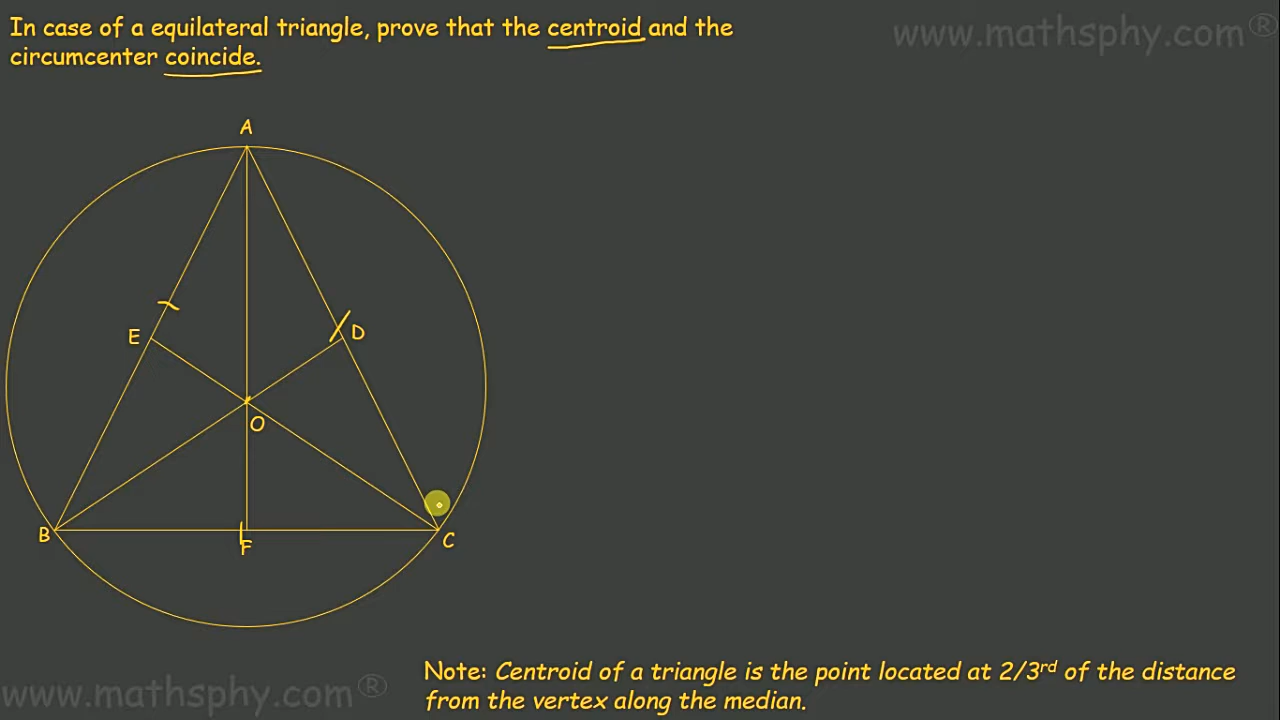 In case of a equilateral triangle, prove that the centroid and the
circumcenter coincide.
www.mathsphy.com®
A
E
D
O
B
F
C
Note: Centroid of a triangle is the point located at 2/3rd of the distance
from the vertex along the median.
www.mathsphy.com®